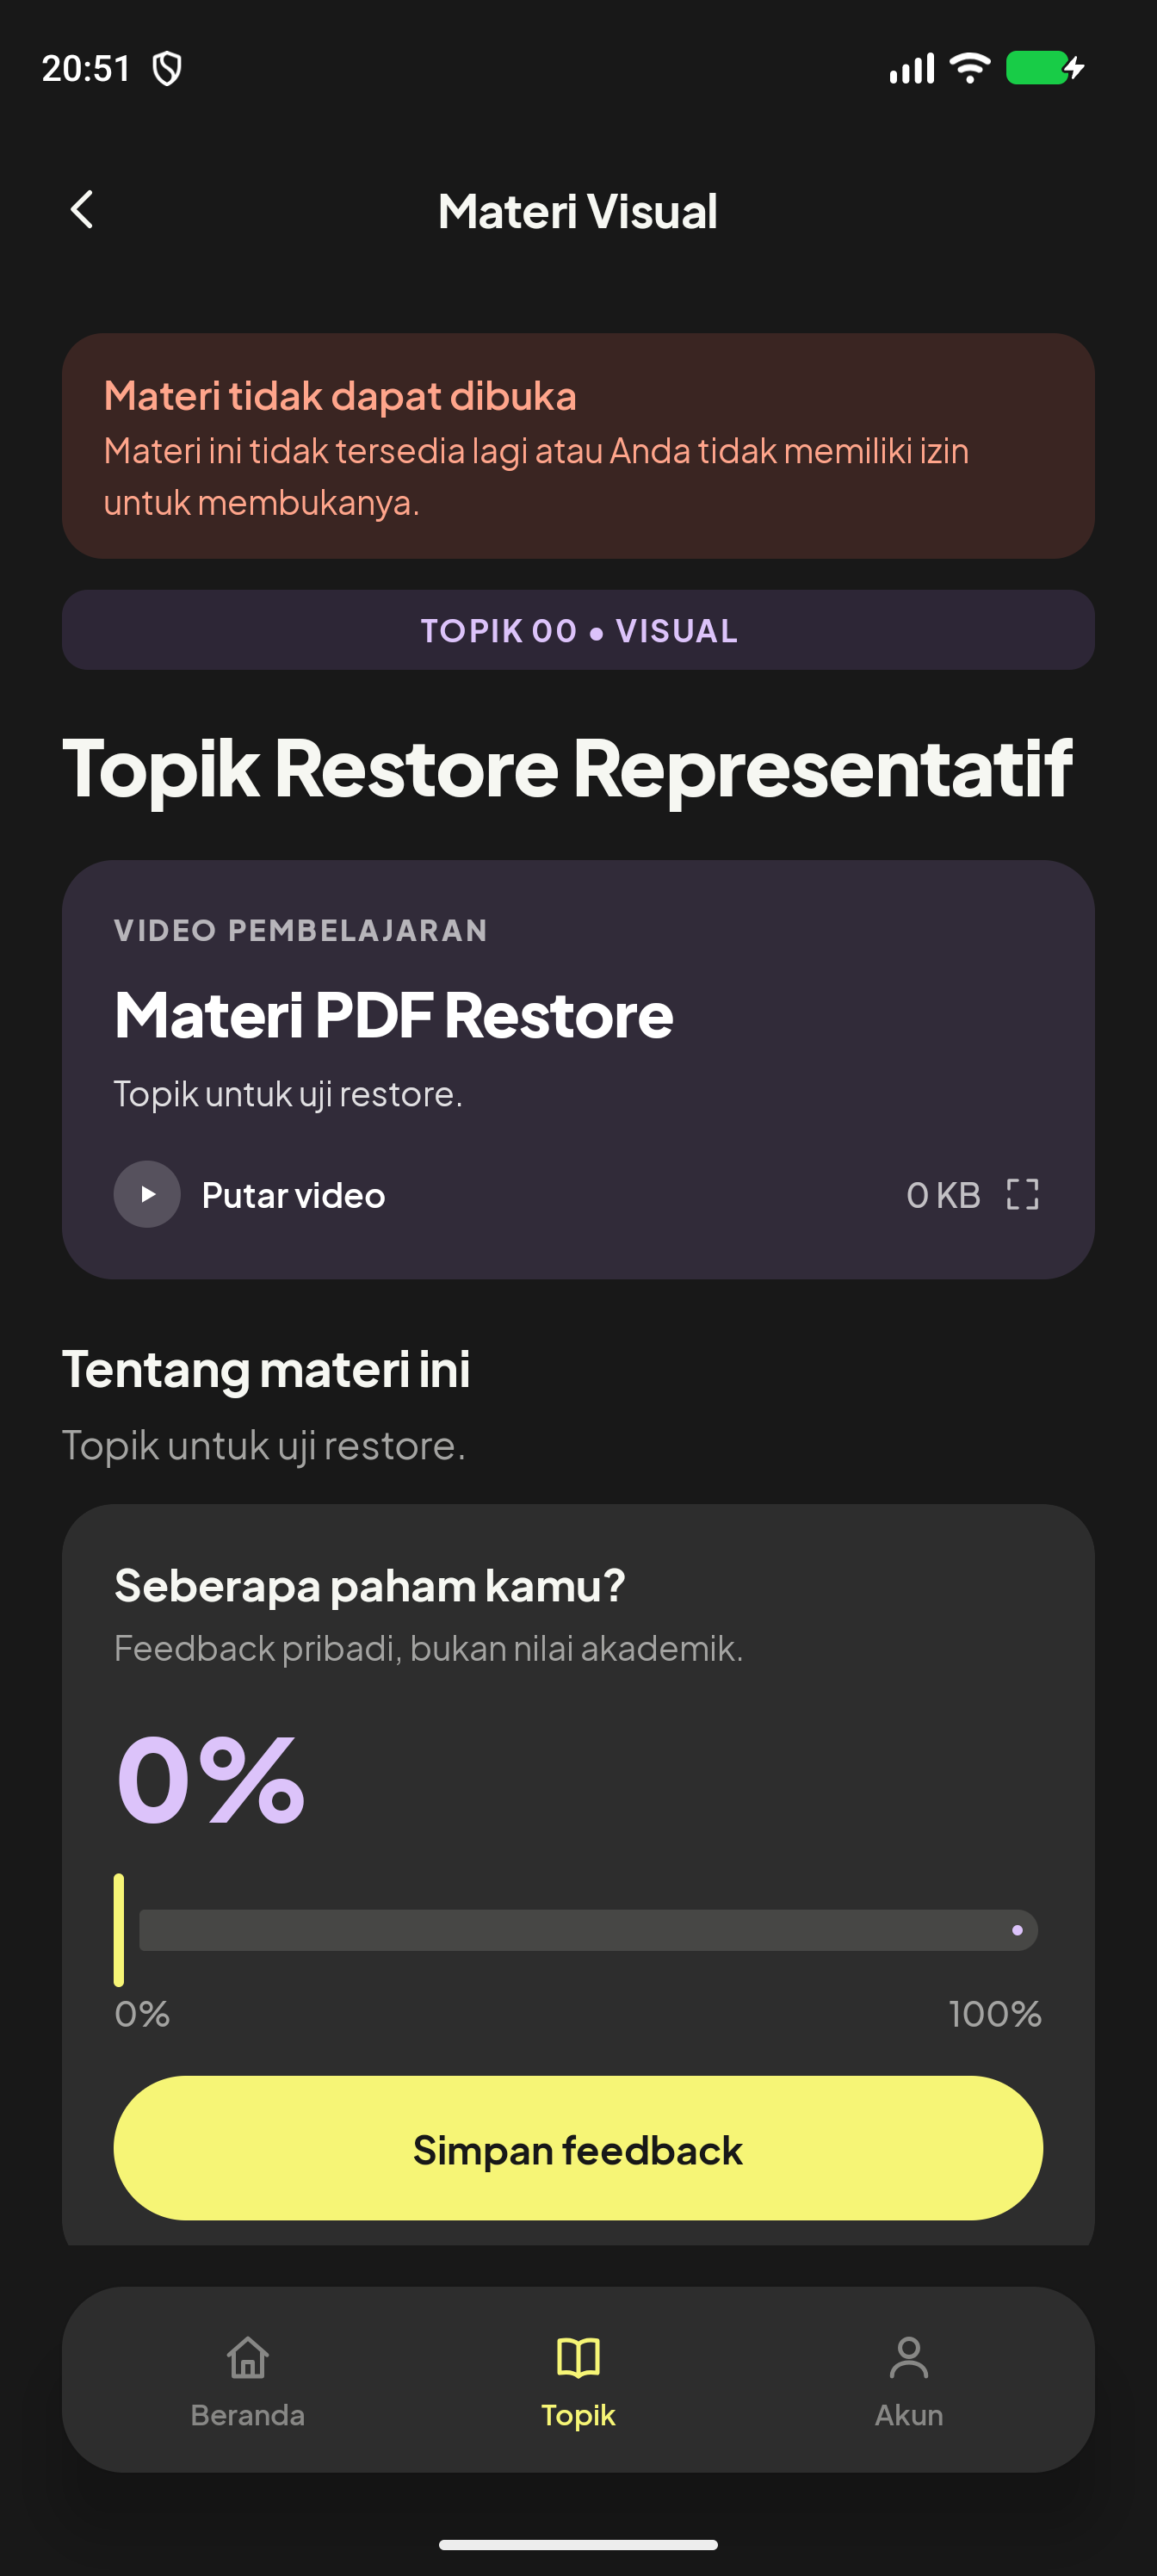 20:51
Materi Visual
Materi tidak dapat dibuka
Materi ini tidak tersedia lagi atau Anda tidak memiliki izin
untuk membukanya.
TOPIK 00 • VISUAL
Topik Restore Representatif
VIDEO PEMBELAJARAN
Materi PDF Restore
Topik untuk uji restore.
Putar video
0 KB
Tentang materi ini
Topik untuk uji restore.
Seberapa paham kamu?
Feedback pribadi, bukan nilai akademik.
0%
0%
100%
Simpan feedback
Beranda
Topik
Akun